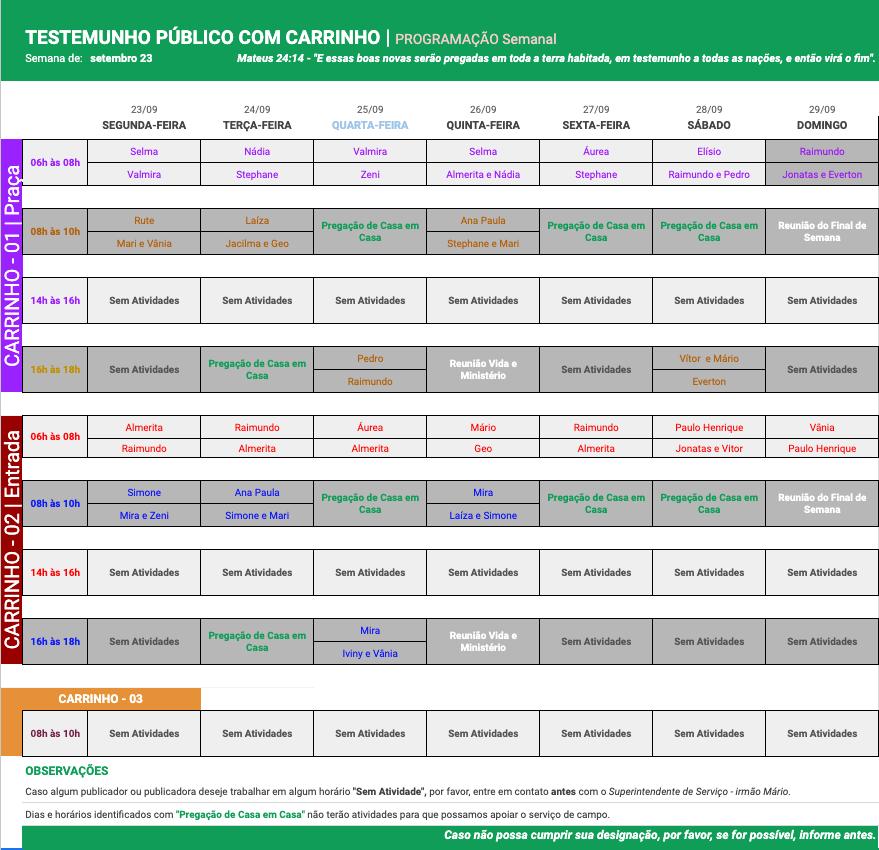 TESTEMUNHO PÚBLICO COM CARRINHO | PROGRAMAÇÃO Semanal
Semana de: setembro 23 Mateus 24:14 - "E essas boas novas serão pregadas em toda a terra habitada, em testemunho a todas as nações, e então virá o fim".
23/09 24/09 25/09 26/09 27/09 28/09 29/09
SEGUNDA-FEIRA TERÇA-FEIRA QUARTA-FEIRA QUINTA-FEIRA SEXTA-FEIRA SÁBADO DOMINGO
CARRINHO - 01 | Praça
06h às 08h
Selma Nádia Valmira Selma Áurea Elísio Raimundo
Valmira Stephane Zeni Almerita e Nádia Stephane Raimundo e Pedro Jonatas e Everton
08h às 10h
Rute Laíza Pregação de Casa em Ana Paula Pregação de Casa em Pregação de Casa em Reunião do Final de
Mari e Vânia Jacilma e Geo Casa Stephane e Mari Casa Casa Semana
14h às 16h Sem Atividades Sem Atividades Sem Atividades Sem Atividades Sem Atividades Sem Atividades Sem Atividades
16h às 18h
Sem Atividades Pregação de Casa em Pedro Reunião Vida e Sem Atividades Vítor e Mário Sem Atividades
Casa Raimundo Ministério Everton
CARRINHO - 02 | Entrada
06h às 08h
Almerita Raimundo Áurea Mário Raimundo Paulo Henrique Vânia
Raimundo Almerita Almerita Geo Almerita Jonatas e Vitor Paulo Henrique
08h às 10h
Simone Ana Paula Pregação de Casa em Mira Pregação de Casa em Pregação de Casa em Reunião do Final de
Mira e Zeni Simone e Mari Casa Laíza e Simone Casa Casa Semana
14h às 16h Sem Atividades Sem Atividades Sem Atividades Sem Atividades Sem Atividades Sem Atividades Sem Atividades
16h às 18h
Sem Atividades Pregação de Casa em Mira Reunião Vida e Sem Atividades Sem Atividades Sem Atividades
Casa Iviny e Vânia Ministério
CARRINHO - 03
08h às 10h Sem Atividades Sem Atividades Sem Atividades Sem Atividades Sem Atividades Sem Atividades Sem Atividades
OBSERVAÇÕES
Caso algum publicador ou publicadora deseje trabalhar em algum horário "Sem Atividade", por favor, entre em contato antes com o Superintendente de Serviço - irmão Mário.
Dias e horários identificados com "Pregação de Casa em Casa" não terão atividades para que possamos apoiar o serviço de campo.
Caso não possa cumprir sua designação, por favor, se for possível, informe antes.